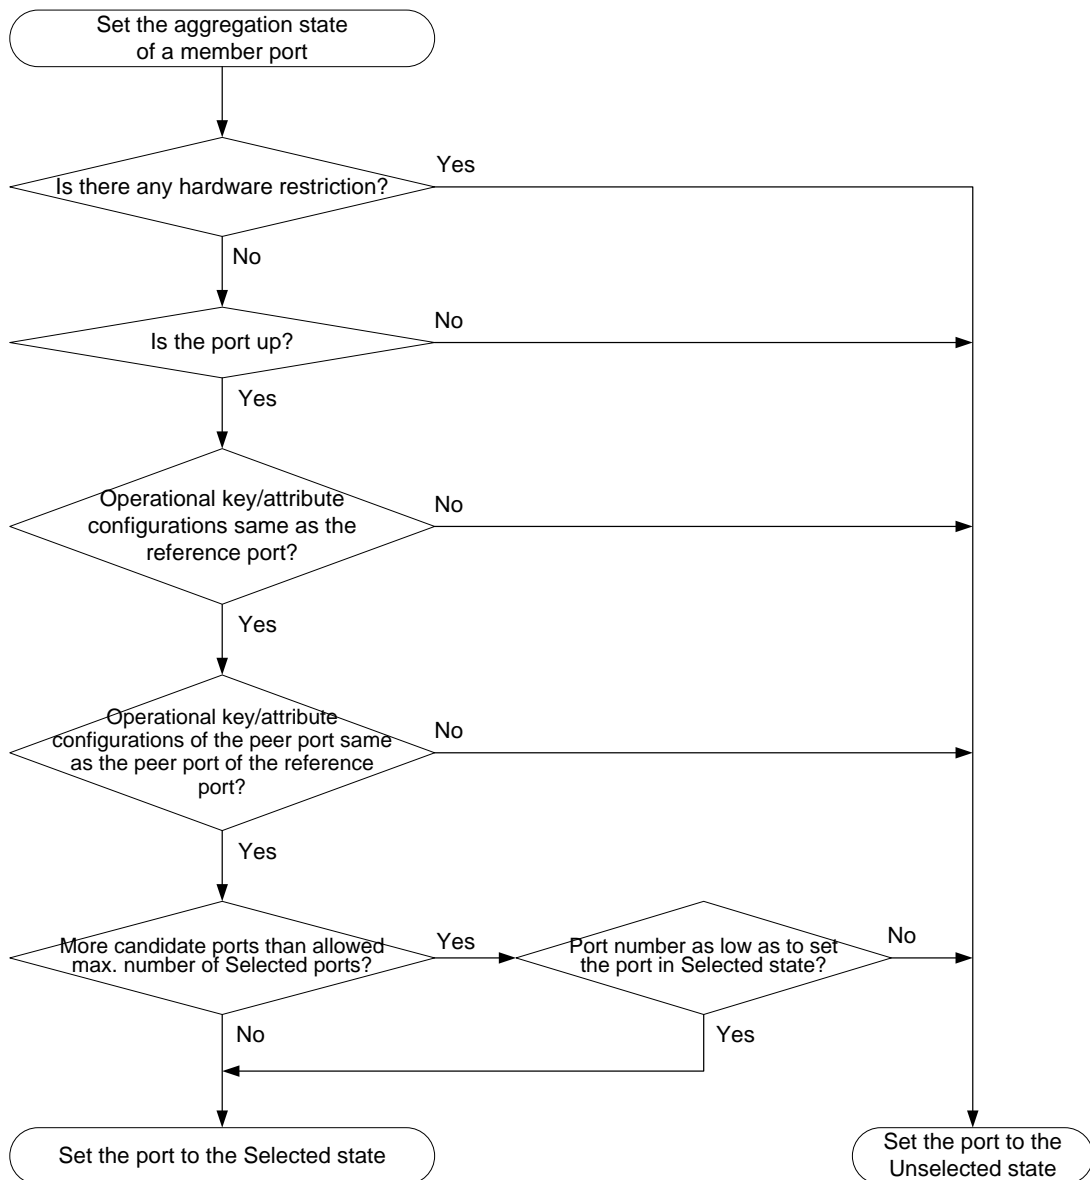 Set the aggregation state
of a member port
Yes
Is there any hardware restriction?
No
No
Is the port up?
Yes
Operational key/attribute
configurations same as the
reference port?
No
Yes
Operational key/attribute
configurations of the peer port same
as the peer port of the reference
port?
No
Yes
More candidate ports than allowed
max. number of Selected ports?
Yes
Port number as low as to set
the port in Selected state?
No
No
Yes
Set the port to the Selected state
Set the port to the
Unselected state